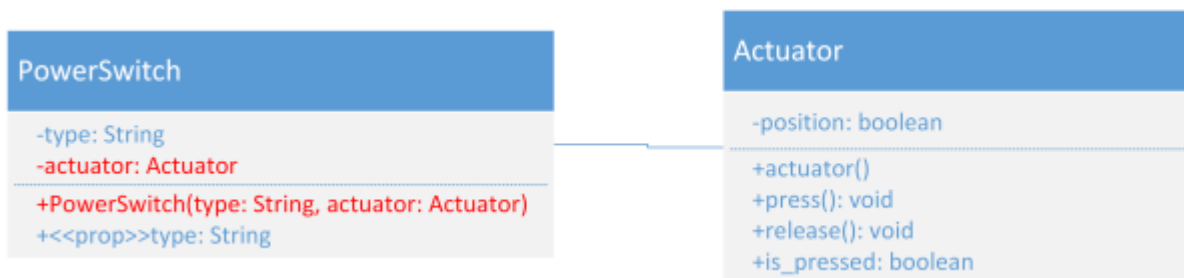 PowerSwitch
-type: String
-actuator: Actuator
+PowerSwitch(type: String, actuator: Actuator)
+<<prop>>type: String
Actuator
-position: boolean
+actuator()
+press(): void
+release(): void
+is_pressed: boolean